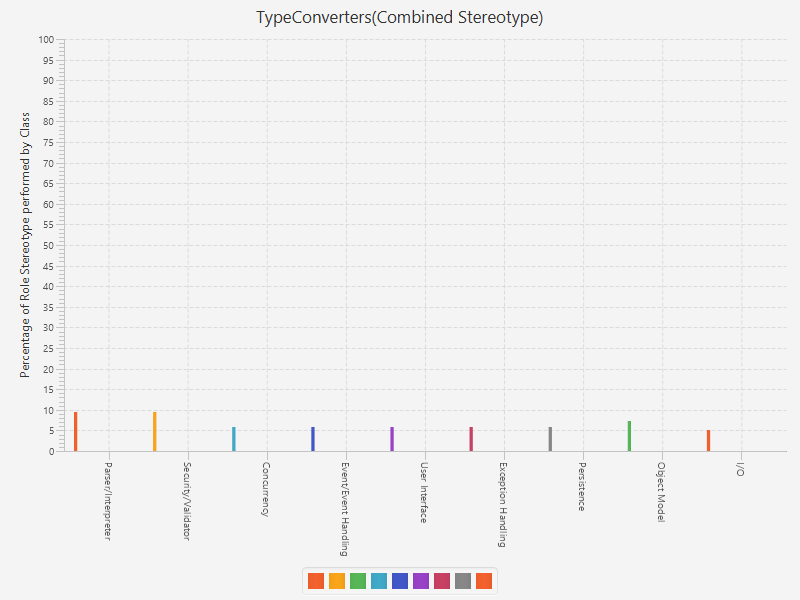 TypeConverters(Combined Stereotype)
Percentage of Role Stereotype performed by Class
100
95
90
85
80
75
70
65
60
55
50
45
40
35
30
25
20
15
10
5
0
Parser/Interpreter
Security/Validator
Concurrency
Event/Event Handling
User Interface
Exception Handling
Persistence
Object Model
I/O